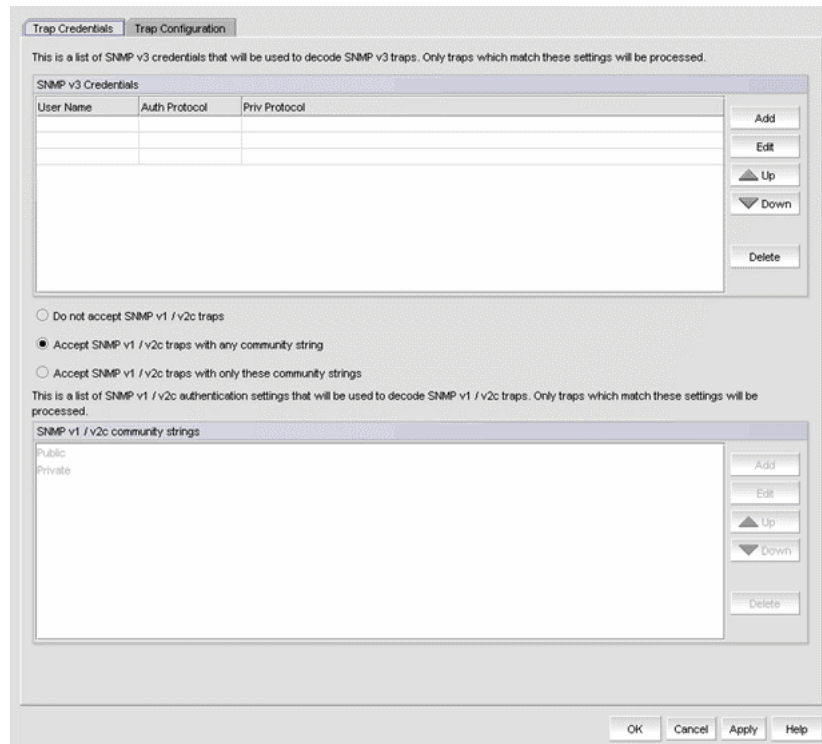 Trap Credentials Trap Configuration
This is a list of SNMP v3 credentials that will be used to decode SNMP v3 traps. Only traps which match these settings will be processed.
SNMP v3 Credentials
User Name Auth Protocol Priv Protocol
Add
Edit
Up
Down
Delete
Do not accept SNMP v1 / v2c traps
Accept SNMP v1 / v2c traps with any community string
Accept SNMP v1 / v2c traps with only these community strings
This is a list of SNMP v1 / v2c authentication settings that will be used to decode SNMP v1 / v2c traps. Only traps which match these settings will be
processed.
SNMP v1 / v2c community strings
Public
Private
Add
Edit
Up
Down
Delete
OK Cancel Apply Help